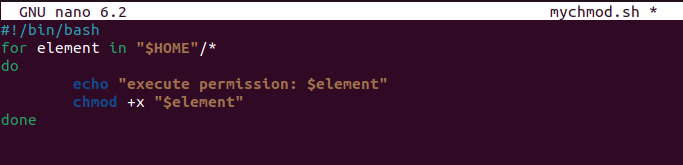 GNU nano 6.2 mychmod.sh *
#!/bin/bash
for element in "$HOME"/*
do
        echo "execute permission: $element"
        chmod +x "$element"
done